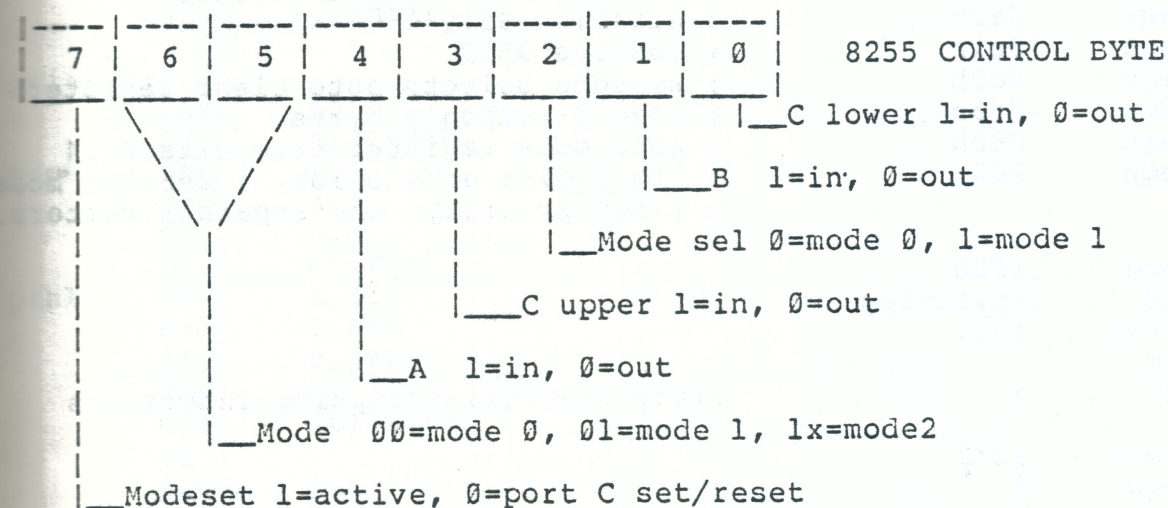 7 6 5 4 3 2 1 Ø 8255 CONTROL BYTE
C lower 1=in, Ø=out
B 1=in, Ø=out
Mode sel Ø=mode Ø, 1=mode 1
C upper 1=in, Ø=out
A 1=in, Ø=out
Mode ØØ=mode Ø, Ø1=mode 1, 1x=mode2
Modeset 1=active, Ø=port C set/reset